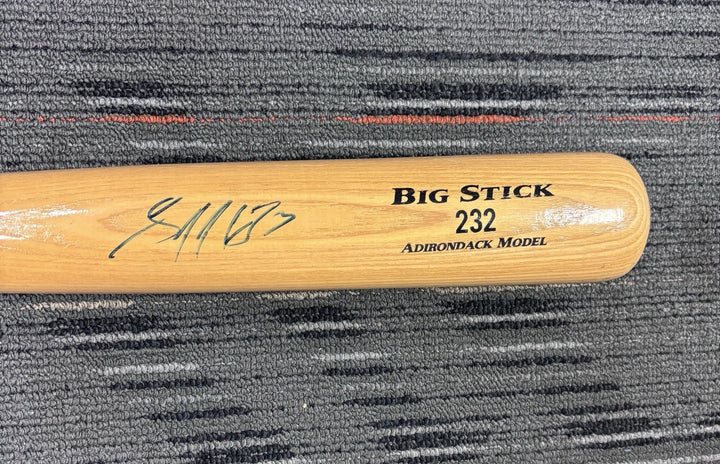 BIG STICK
232
ADIRONDACK MODEL